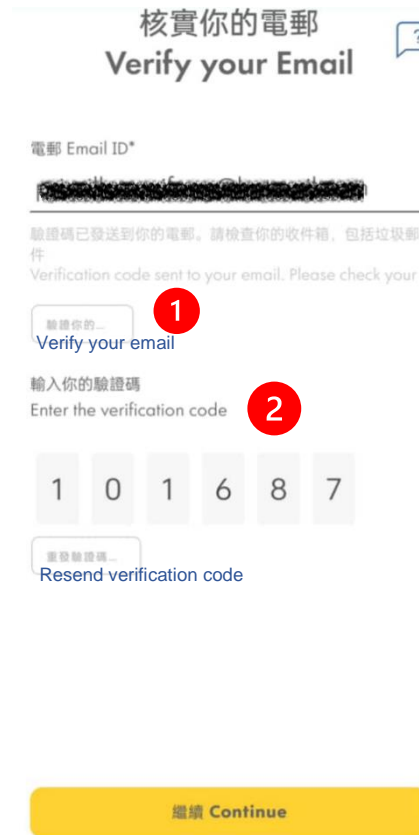 核實你的電郵
Verify your Email
?
電郵 Email ID*
驗證碼已發送到你的電郵。請檢查你的收件箱，包括垃圾郵
件
Verification code sent to your email. Please check your
驗證你的...
1
Verify your email
輸入你的驗證碼
Enter the verification code
2
1 0 1 6 8 7
重發驗證碼...
Resend verification code
繼續 Continue